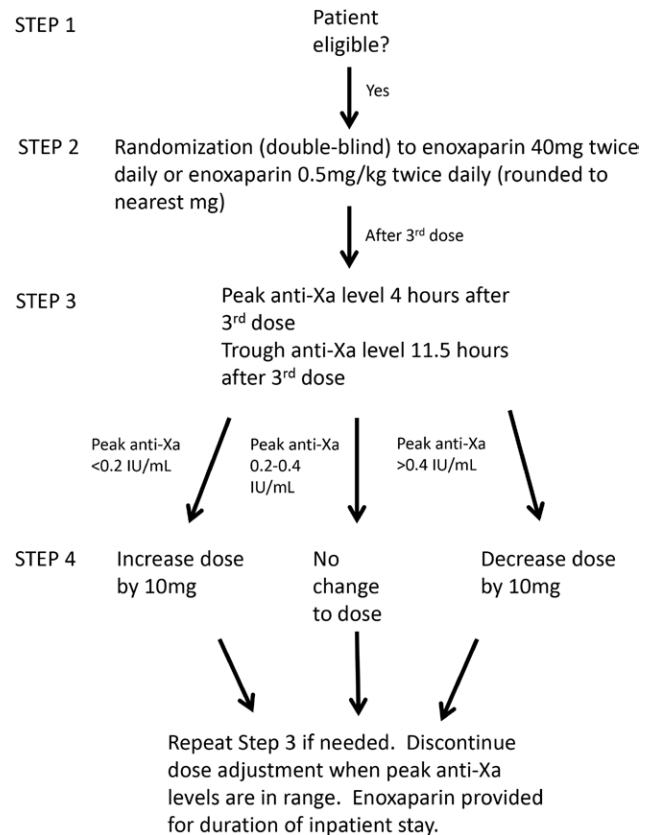 STEP 1
Patient
eligible?
Yes
STEP 2
Randomization (double-blind) to enoxaparin 40mg twice
daily or enoxaparin 0.5mg/kg twice daily (rounded to
nearest mg)
After 3rd dose
STEP 3
Peak anti-Xa level 4 hours after
3rd dose
Trough anti-Xa level 11.5 hours
after 3rd dose
Peak anti-Xa
<0.2 IU/mL
Peak anti-Xa
0.2-0.4
IU/mL
Peak anti-Xa
>0.4 IU/mL
STEP 4
Increase dose
by 10mg
No
change
to dose
Decrease dose
by 10mg
Repeat Step 3 if needed. Discontinue
dose adjustment when peak anti-Xa
levels are in range. Enoxaparin provided
for duration of inpatient stay.